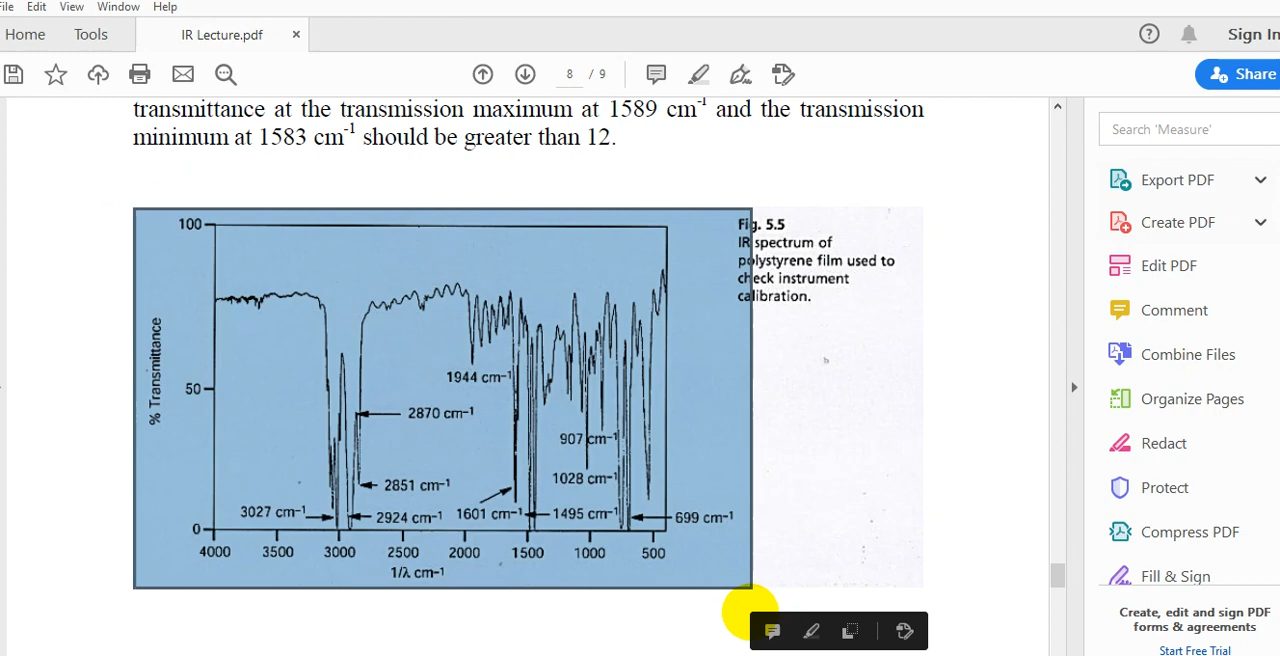 File Edit View Window Help
Home Tools IR Lecture.pdf ×
8 / 9
Sign In
Share
transmittance at the transmission maximum at 1589 cm⁻¹ and the transmission
minimum at 1583 cm⁻¹ should be greater than 12.
Fig. 5.5
IR spectrum of
polystyrene film used to
check instrument
calibration.
100
50
0
% Transmittance
1944 cm⁻¹
2870 cm⁻¹
907 cm⁻¹
1028 cm⁻¹
2851 cm⁻¹
3027 cm⁻¹
2924 cm⁻¹
1601 cm⁻¹
1495 cm⁻¹
699 cm⁻¹
4000 3500 3000 2500 2000 1500 1000 500
1/λ cm⁻¹
Search 'Measure'
Export PDF
Create PDF
Edit PDF
Comment
Combine Files
Organize Pages
Redact
Protect
Compress PDF
Fill & Sign
Create, edit and sign PDF
forms & agreements
Start Free Trial